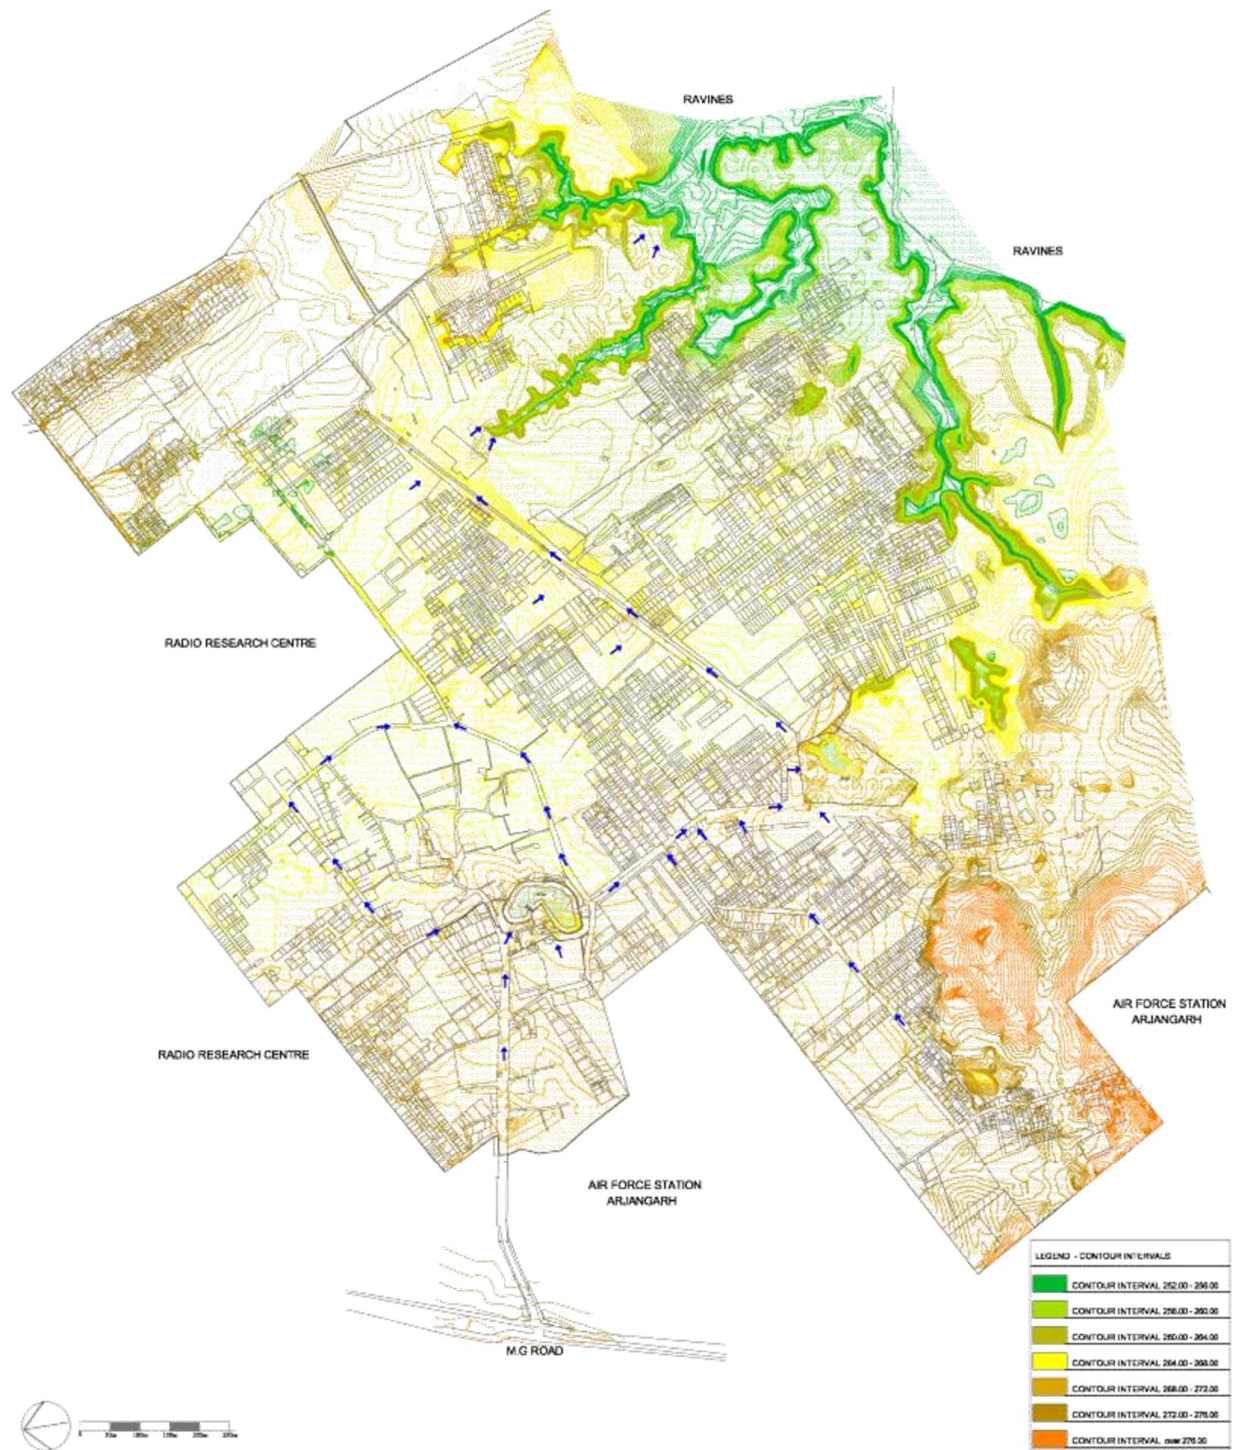 RAVINES
RAVINES
RADIO RESEARCH CENTRE
AIR FORCE STATION
ARJANGARH
RADIO RESEARCH CENTRE
AIR FORCE STATION
ARJANGARH
M.G ROAD
LEGEND - CONTOUR INTERVALS
CONTOUR INTERVAL 252.00 - 256.00
CONTOUR INTERVAL 256.00 - 260.00
CONTOUR INTERVAL 260.00 - 264.00
CONTOUR INTERVAL 264.00 - 268.00
CONTOUR INTERVAL 268.00 - 272.00
CONTOUR INTERVAL 272.00 - 276.00
CONTOUR INTERVAL over 276.00